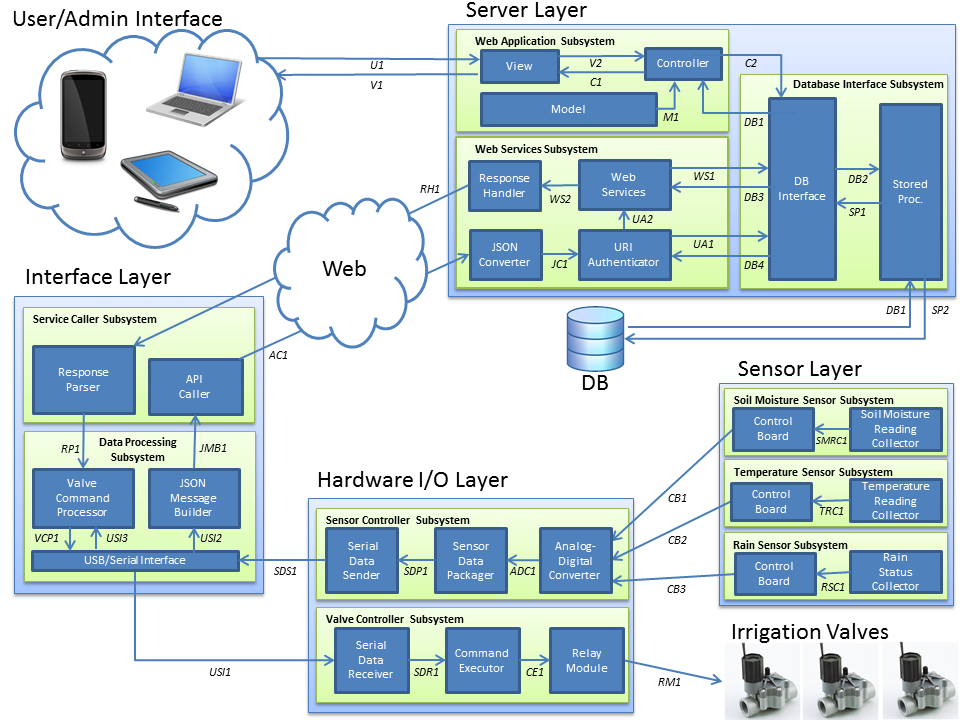 User/Admin Interface
Server Layer
Web Application Subsystem
View
V2
C1
Controller
C2
U1
V1
Model
M1
DB1
Database Interface Subsystem
Web Services Subsystem
Response
Handler
WS2
Web
Services
WS1
DB3
DB
Interface
DB2
SP1
Stored
Proc.
RH1
UA2
JSON
Converter
JC1
URI
Authenticator
UA1
DB4
Web
DB1
SP2
DB
Interface Layer
Service Caller Subsystem
Response
Parser
API
Caller
AC1
RP1
Data Processing
Subsystem
JMB1
Valve
Command
Processor
JSON
Message
Builder
VCP1
USI3
USI2
USB/Serial Interface
SDS1
USI1
Sensor Layer
Soil Moisture Sensor Subsystem
Control
Board
SMRC1
Soil Moisture
Reading
Collector
Temperature Sensor Subsystem
Control
Board
TRC1
Temperature
Reading
Collector
Rain Sensor Subsystem
Control
Board
RSC1
Rain
Status
Collector
CB1
CB2
CB3
Hardware I/O Layer
Sensor Controller Subsystem
Serial
Data
Sender
SDP1
Sensor
Data
Packager
ADC1
Analog-
Digital
Converter
Valve Controller Subsystem
Serial
Data
Receiver
SDR1
Command
Executor
CE1
Relay
Module
RM1
Irrigation Valves